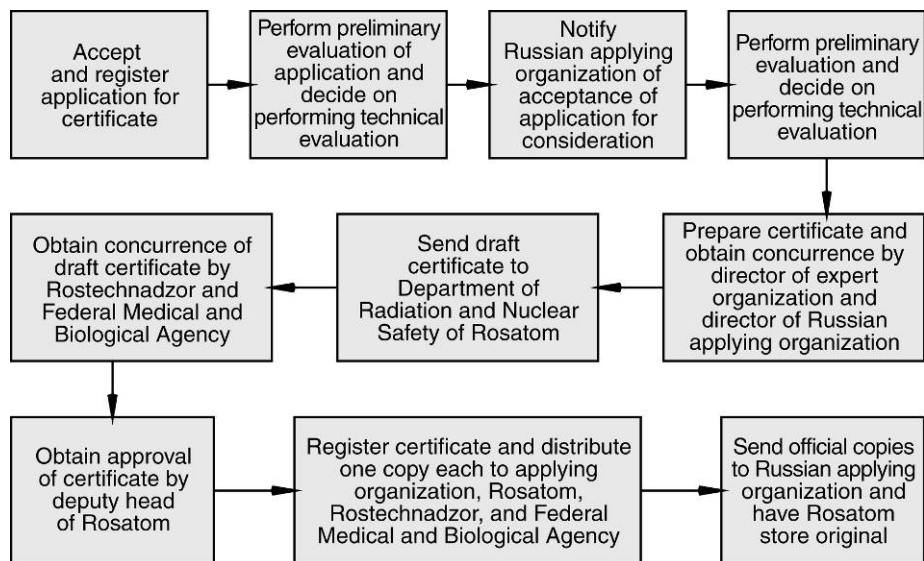 Accept
and register
application for
certificate
Perform preliminary
evaluation of
application and
decide on
performing technical
evaluation
Notify
Russian applying
organization of
acceptance of
application for
consideration
Perform preliminary
evaluation and
decide on
performing technical
evaluation
Prepare certificate and
obtain concurrence by
director of expert
organization and
director of Russian
applying organization
Send draft
certificate to
Department of
Radiation and Nuclear
Safety of Rosatom
Obtain concurrence of
draft certificate by
Rostechnadzor and
Federal Medical and
Biological Agency
Obtain approval
of certificate by
deputy head
of Rosatom
Register certificate and distribute
one copy each to applying
organization, Rosatom,
Rostechnadzor, and Federal
Medical and Biological Agency
Send official copies
to Russian applying
organization and
have Rosatom
store original